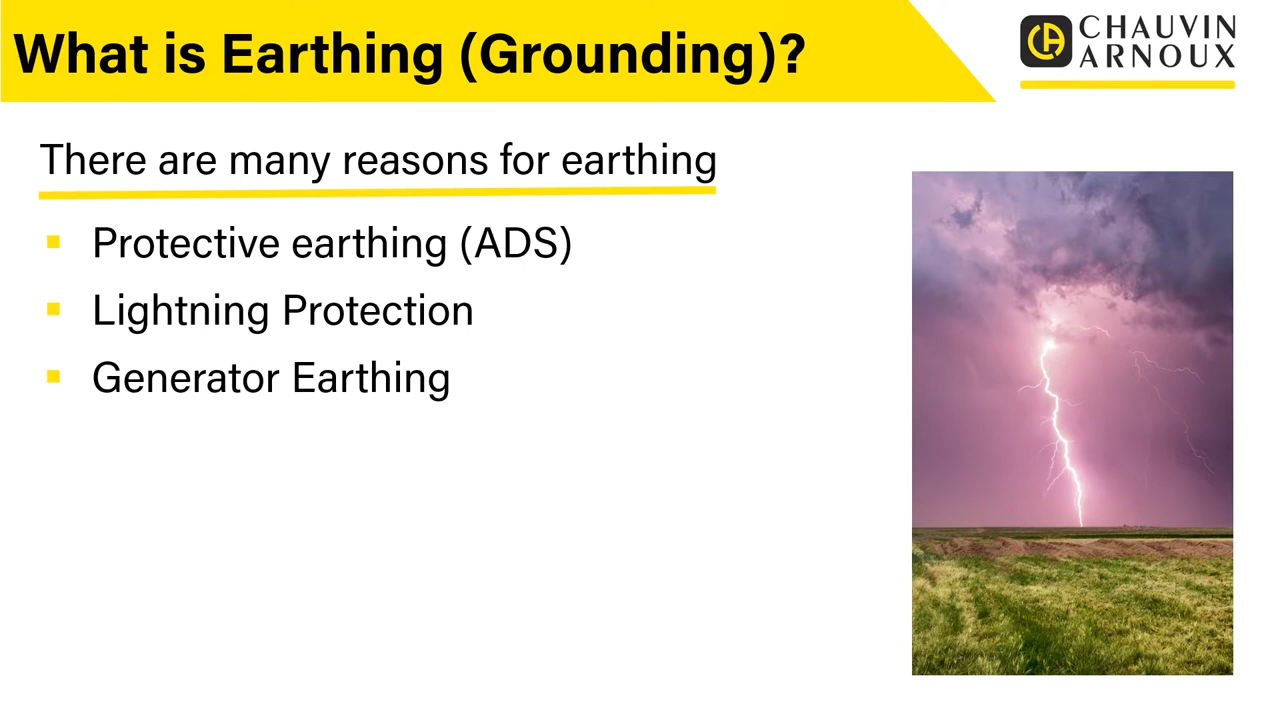 What is Earthing (Grounding)?
CHAUVIN
ARNOUX
There are many reasons for earthing
Protective earthing (ADS)
Lightning Protection
Generator Earthing